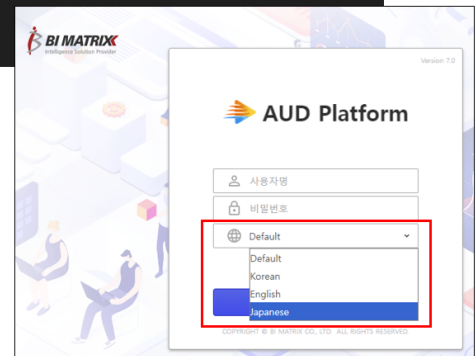 BI MATRIX
Intelligence Solution Provider
Version 7.0
AUD Platform
사용자명
비밀번호
Default
Default
Korean
English
Japanese
COPYRIGHT © BI MATRIX CO., LTD. ALL RIGHTS RESERVED